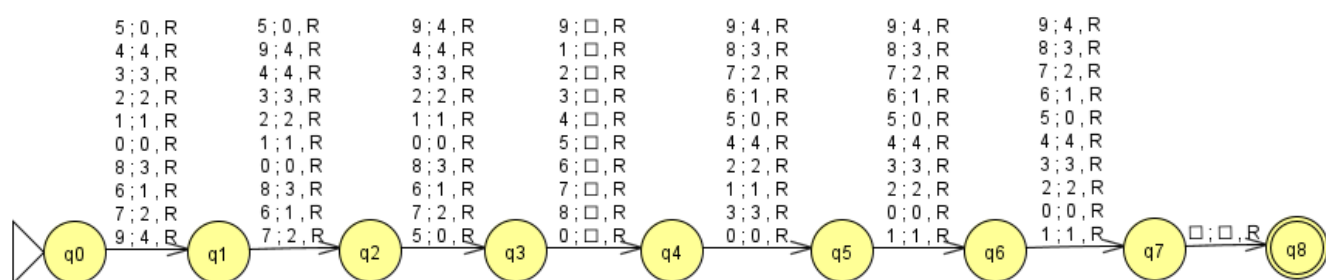 5 ; 0 , R 5 ; 0 , R 9 ; 4 , R 9 ; □ , R 9 ; 4 , R 9 ; 4 , R 9 ; 4 , R
4 ; 4 , R 9 ; 4 , R 4 ; 4 , R 1 ; □ , R 8 ; 3 , R 8 ; 3 , R 8 ; 3 , R
3 ; 3 , R 4 ; 4 , R 3 ; 3 , R 2 ; □ , R 7 ; 2 , R 7 ; 2 , R 7 ; 2 , R
2 ; 2 , R 3 ; 3 , R 2 ; 2 , R 3 ; □ , R 6 ; 1 , R 6 ; 1 , R 6 ; 1 , R
1 ; 1 , R 2 ; 2 , R 1 ; 1 , R 4 ; □ , R 5 ; 0 , R 5 ; 0 , R 5 ; 0 , R
0 ; 0 , R 1 ; 1 , R 0 ; 0 , R 5 ; □ , R 4 ; 4 , R 4 ; 4 , R 4 ; 4 , R
8 ; 3 , R 0 ; 0 , R 8 ; 3 , R 6 ; □ , R 2 ; 2 , R 3 ; 3 , R 3 ; 3 , R
6 ; 1 , R 8 ; 3 , R 6 ; 1 , R 7 ; □ , R 1 ; 1 , R 2 ; 2 , R 2 ; 2 , R
7 ; 2 , R 6 ; 1 , R 7 ; 2 , R 8 ; □ , R 3 ; 3 , R 0 ; 0 , R 0 ; 0 , R
9 ; 4 , R 7 ; 2 , R 5 ; 0 , R 0 ; □ , R 0 ; 0 , R 1 ; 1 , R 1 ; 1 , R □ ; □ , R
q0 q1 q2 q3 q4 q5 q6 q7 q8